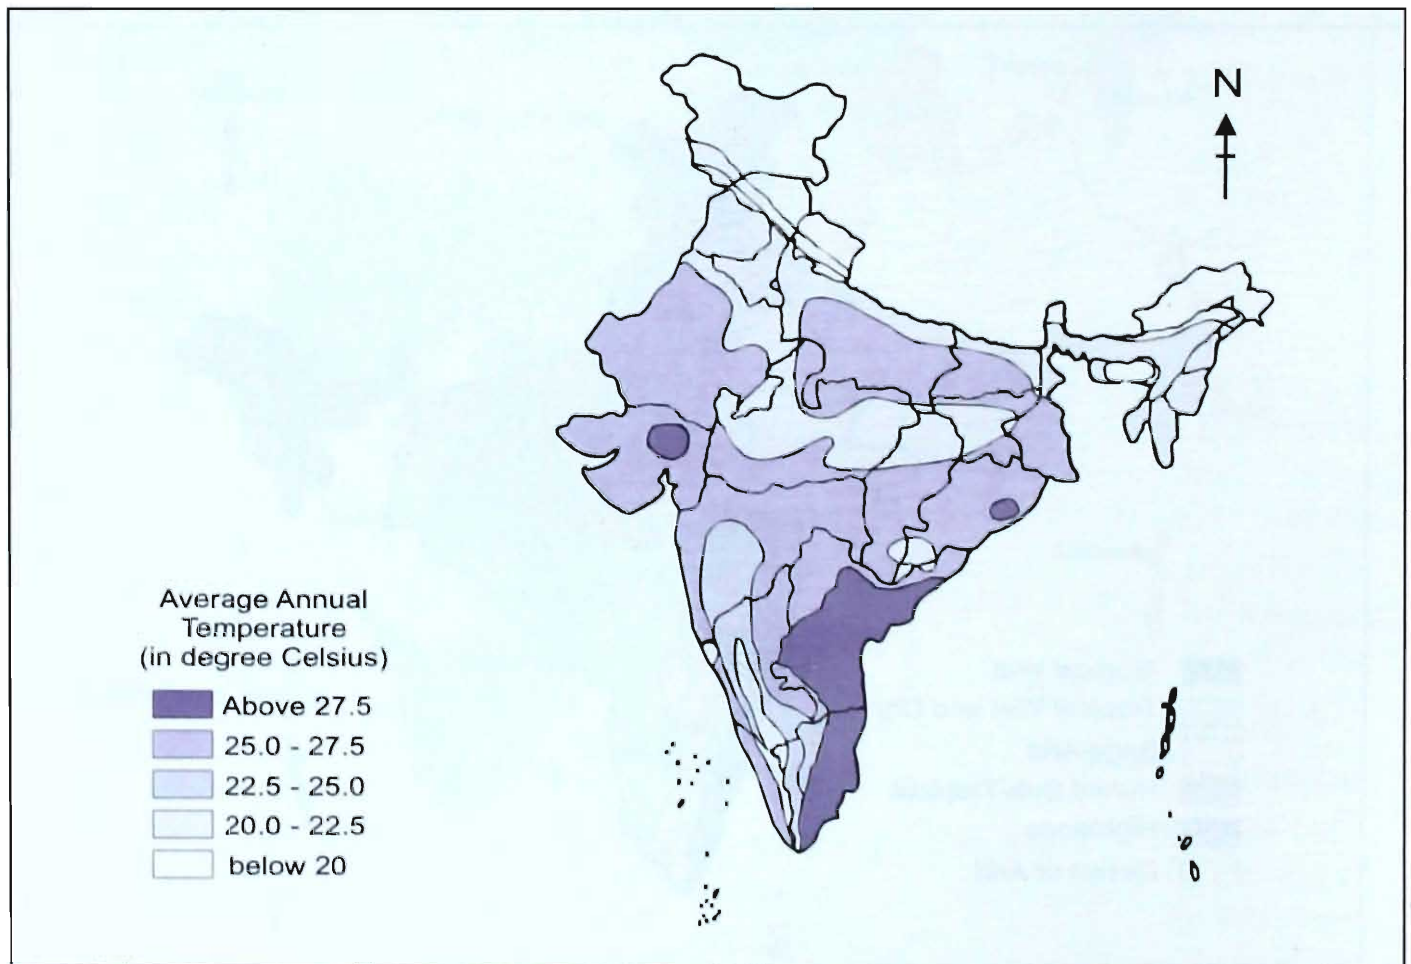 N
Average Annual
Temperature
(in degree Celsius)
Above 27.5
25.0 - 27.5
22.5 - 25.0
20.0 - 22.5
below 20